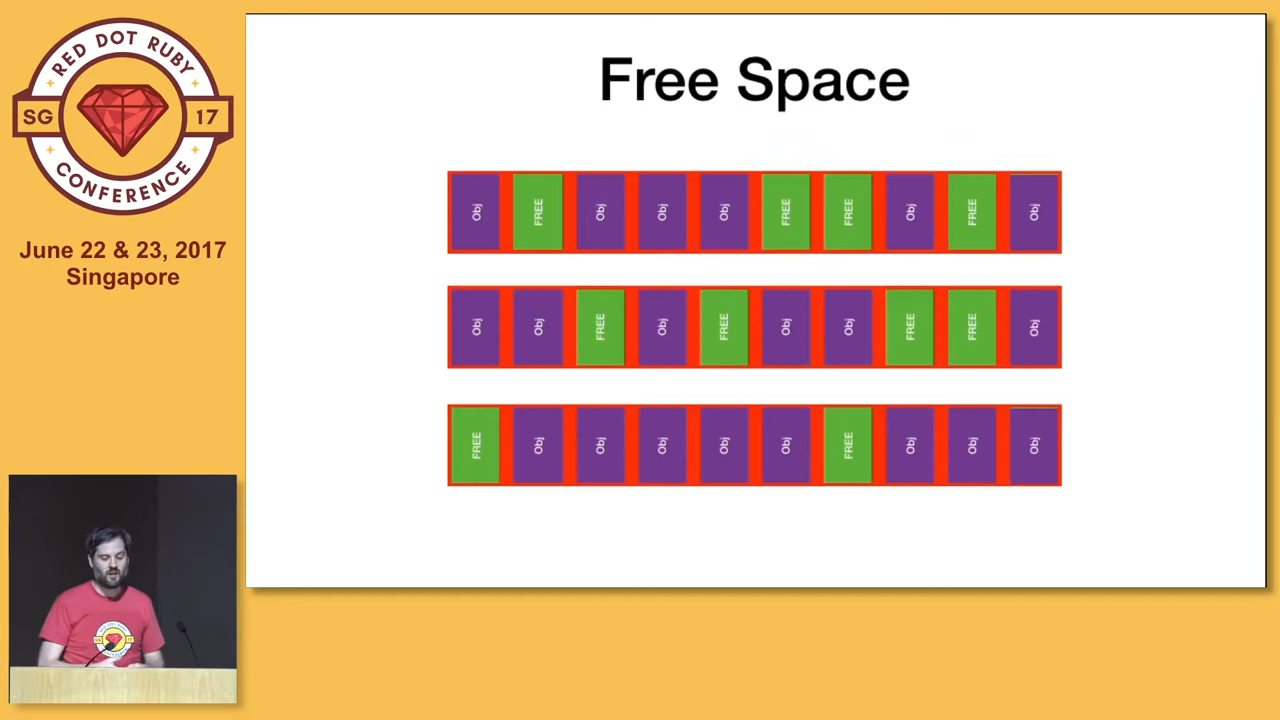 RED DOT RUBY
SG 17
CONFERENCE
June 22 & 23, 2017
Singapore
Free Space
Obj FREE Obj Obj Obj FREE FREE Obj FREE Obj
Obj Obj FREE Obj FREE Obj Obj FREE FREE Obj
FREE Obj Obj Obj Obj Obj FREE Obj Obj Obj